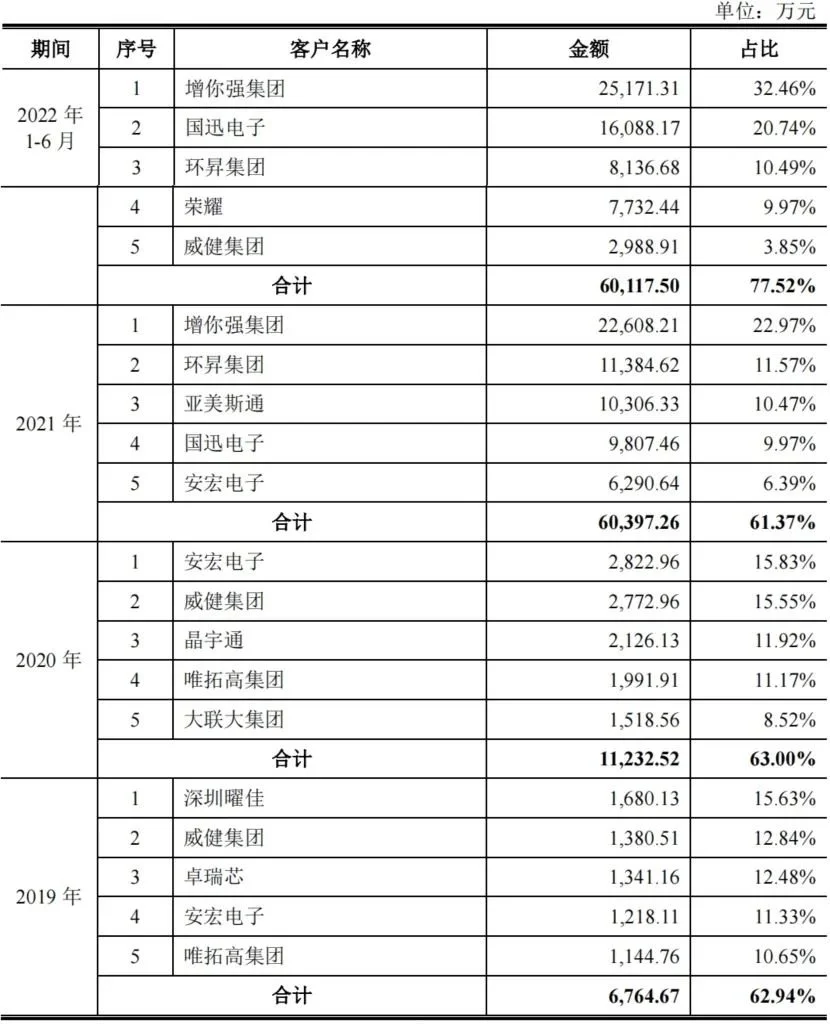 单位：万元
期间 序号 客户名称 金额 占比
2022 年
1-6 月
1 增你强集团 25,171.31 32.46%
2 国迅电子 16,088.17 20.74%
3 环昇集团 8,136.68 10.49%
4 荣耀 7,732.44 9.97%
5 威健集团 2,988.91 3.85%
合计 60,117.50 77.52%
2021 年
1 增你强集团 22,608.21 22.97%
2 环昇集团 11,384.62 11.57%
3 亚美斯通 10,306.33 10.47%
4 国迅电子 9,807.46 9.97%
5 安宏电子 6,290.64 6.39%
合计 60,397.26 61.37%
2020 年
1 安宏电子 2,822.96 15.83%
2 威健集团 2,772.96 15.55%
3 晶宇通 2,126.13 11.92%
4 唯拓高集团 1,991.91 11.17%
5 大联大集团 1,518.56 8.52%
合计 11,232.52 63.00%
2019 年
1 深圳曜佳 1,680.13 15.63%
2 威健集团 1,380.51 12.84%
3 卓瑞芯 1,341.16 12.48%
4 安宏电子 1,218.11 11.33%
5 唯拓高集团 1,144.76 10.65%
合计 6,764.67 62.94%